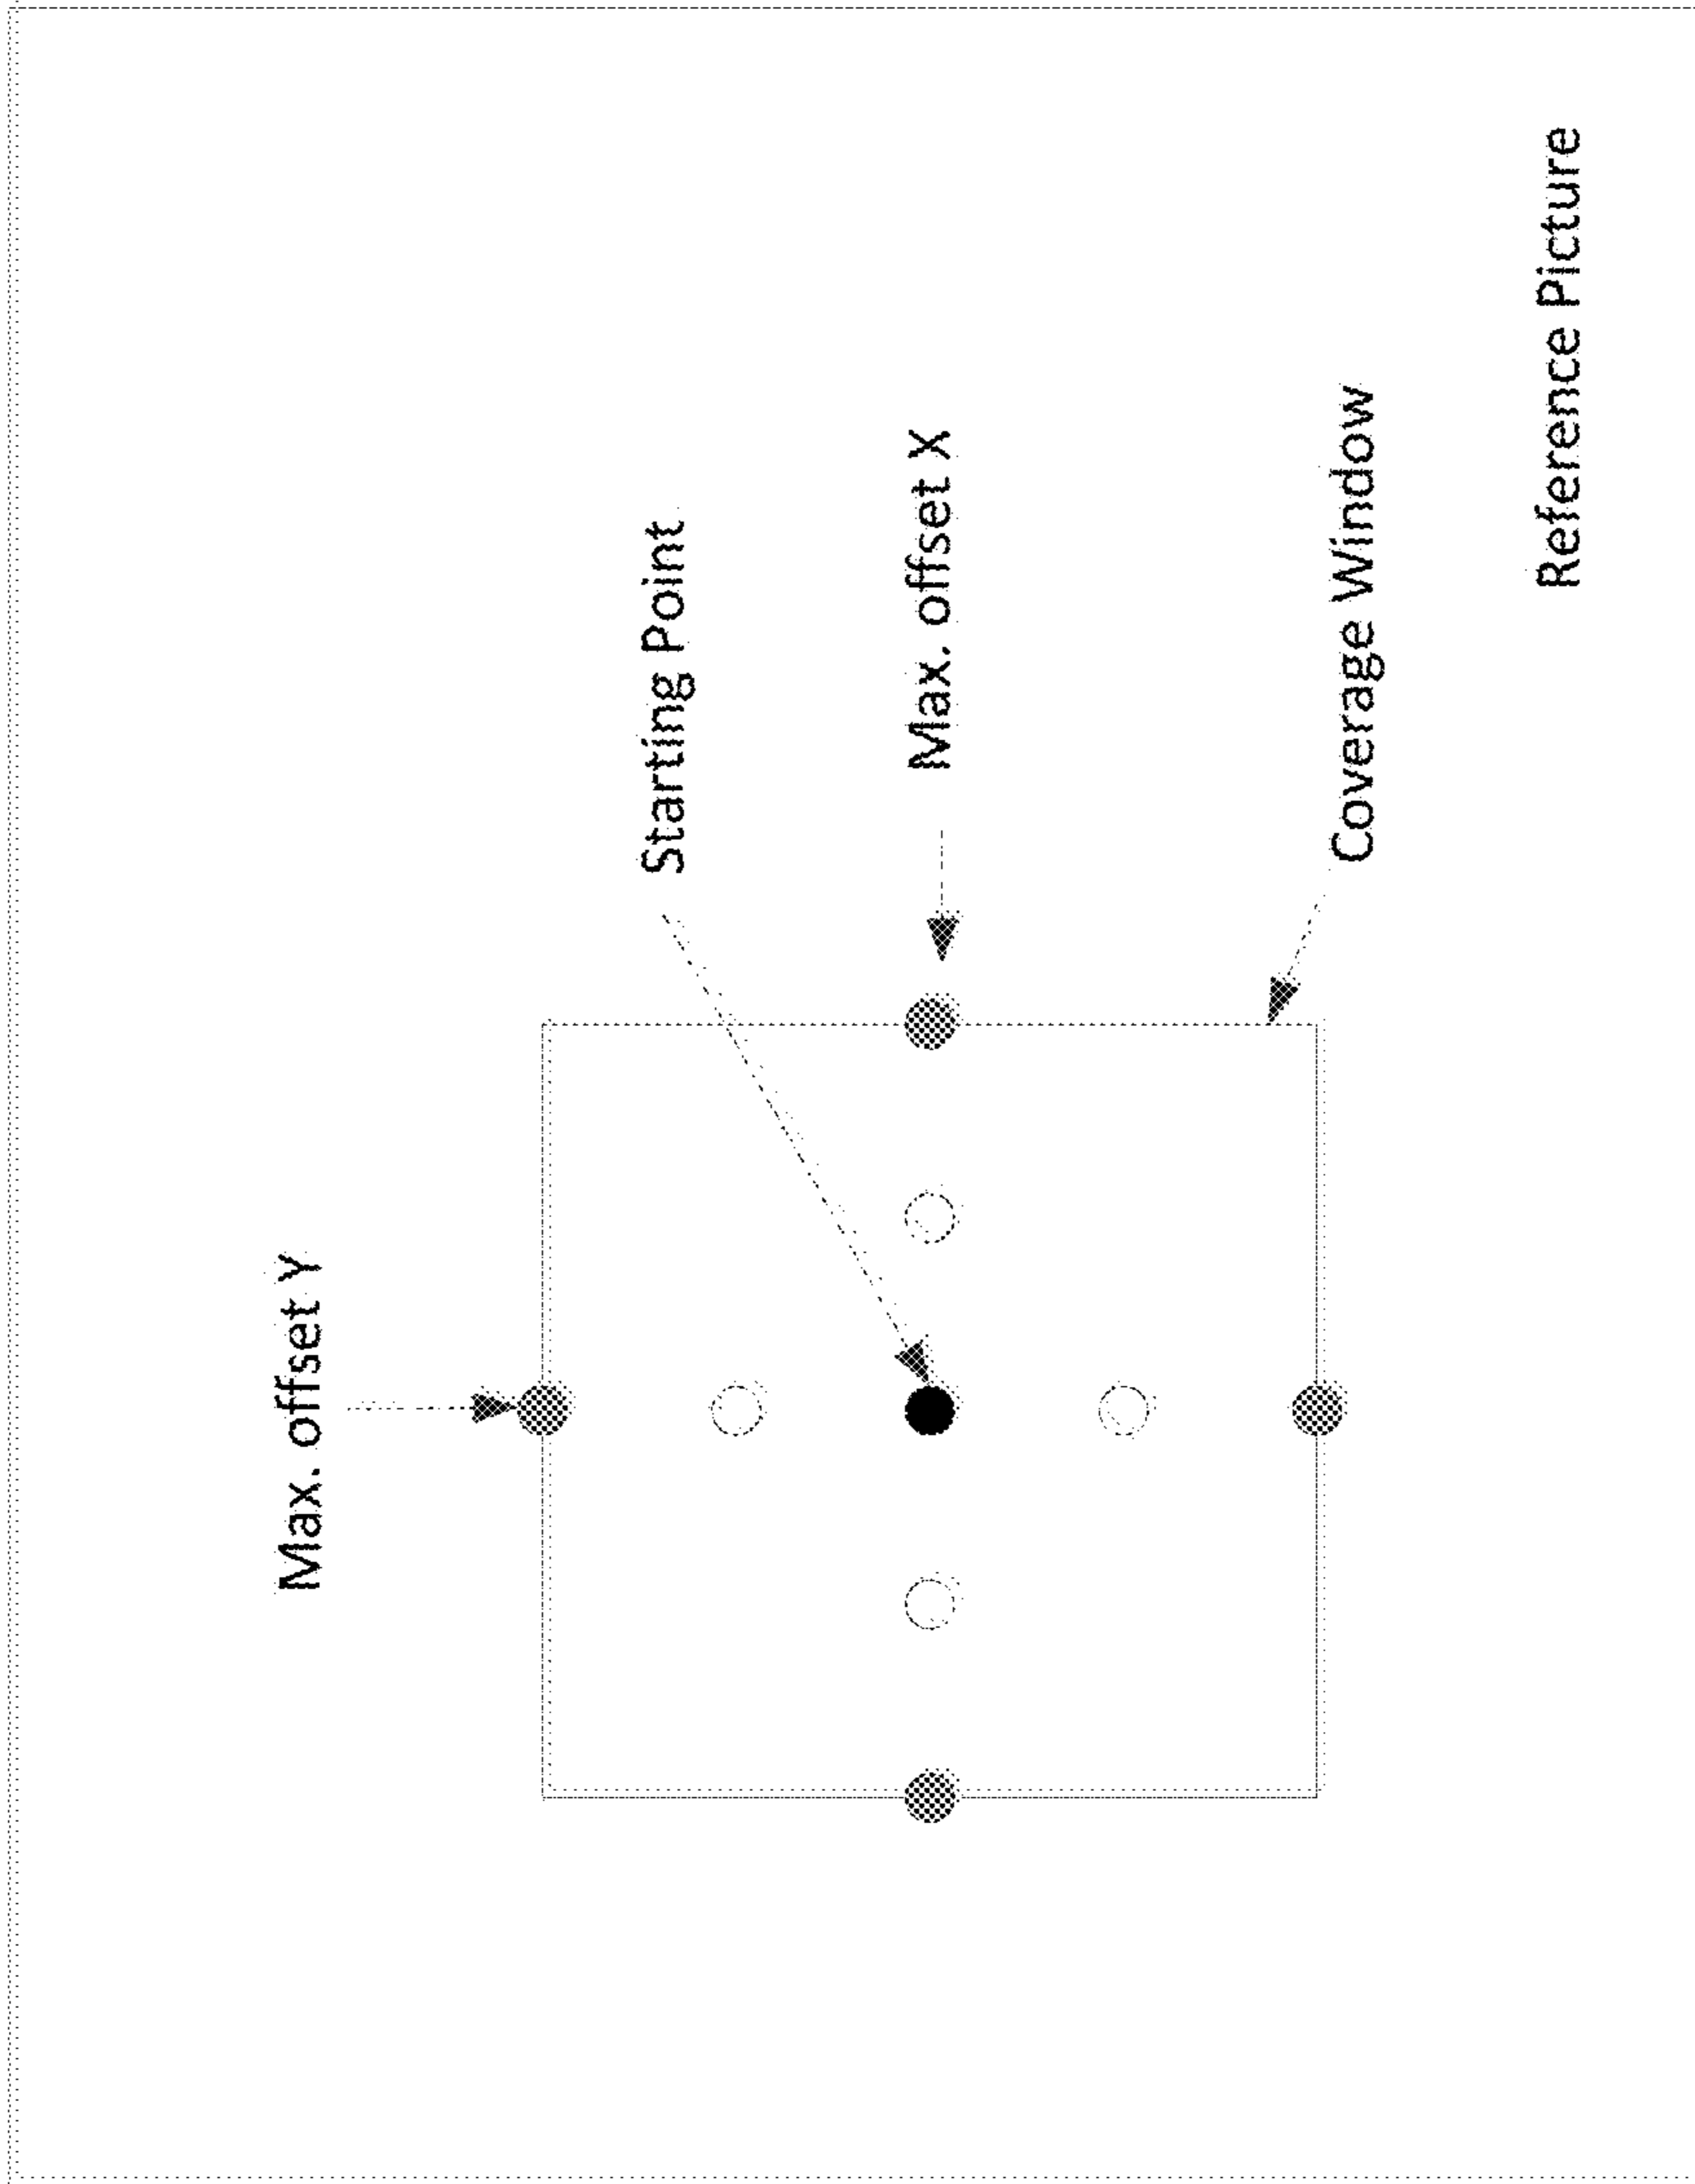 Max. offset Y
Starting Point
Max. offset X
Coverage Window
Reference Picture